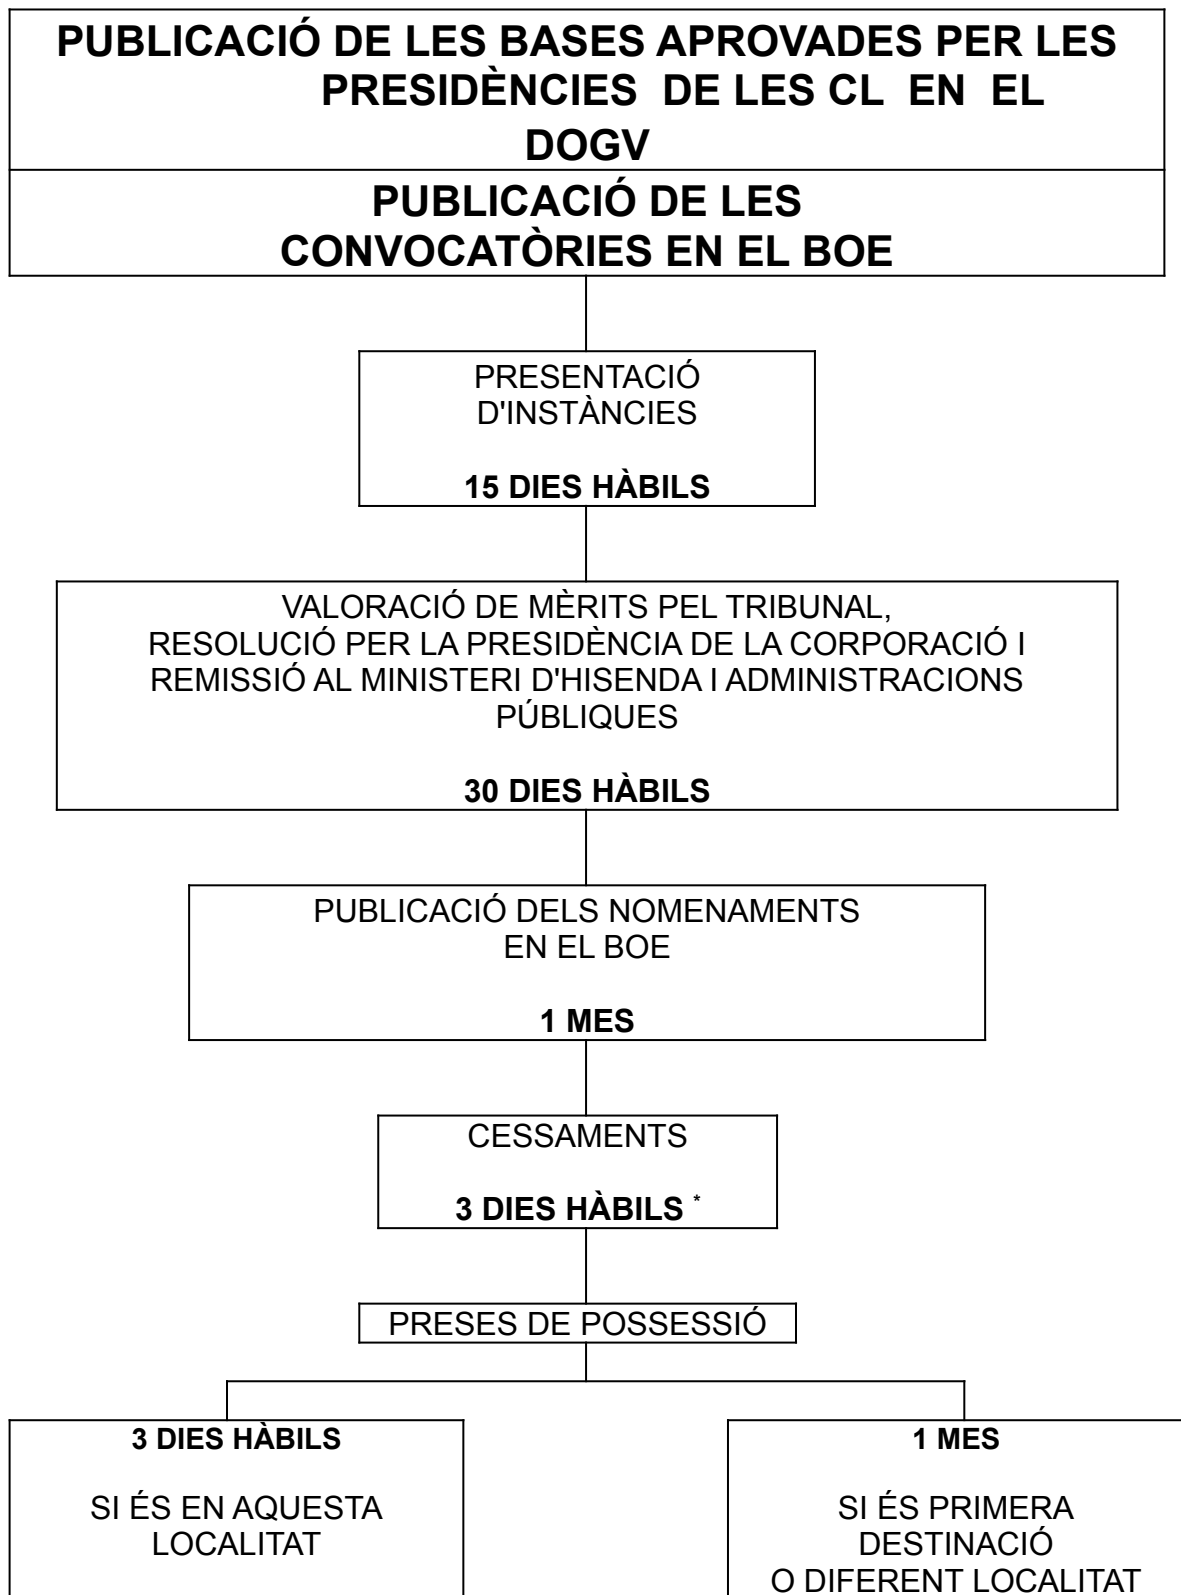 PUBLICACIÓ DE LES BASES APROVADES PER LES
PRESIDÈNCIES DE LES CL EN EL
DOGV
PUBLICACIÓ DE LES
CONVOCATÒRIES EN EL BOE
PRESENTACIÓ
D'INSTÀNCIES
15 DIES HÀBILS
VALORACIÓ DE MÈRITS PEL TRIBUNAL,
RESOLUCIÓ PER LA PRESIDÈNCIA DE LA CORPORACIÓ I
REMISSIÓ AL MINISTERI D'HISENDA I ADMINISTRACIONS
PÚBLIQUES
30 DIES HÀBILS
PUBLICACIÓ DELS NOMENAMENTS
EN EL BOE
1 MES
CESSAMENTS
3 DIES HÀBILS *
PRESES DE POSSESSIÓ
3 DIES HÀBILS
SI ÉS EN AQUESTA
LOCALITAT
1 MES
SI ÉS PRIMERA
DESTINACIÓ
O DIFERENT LOCALITAT